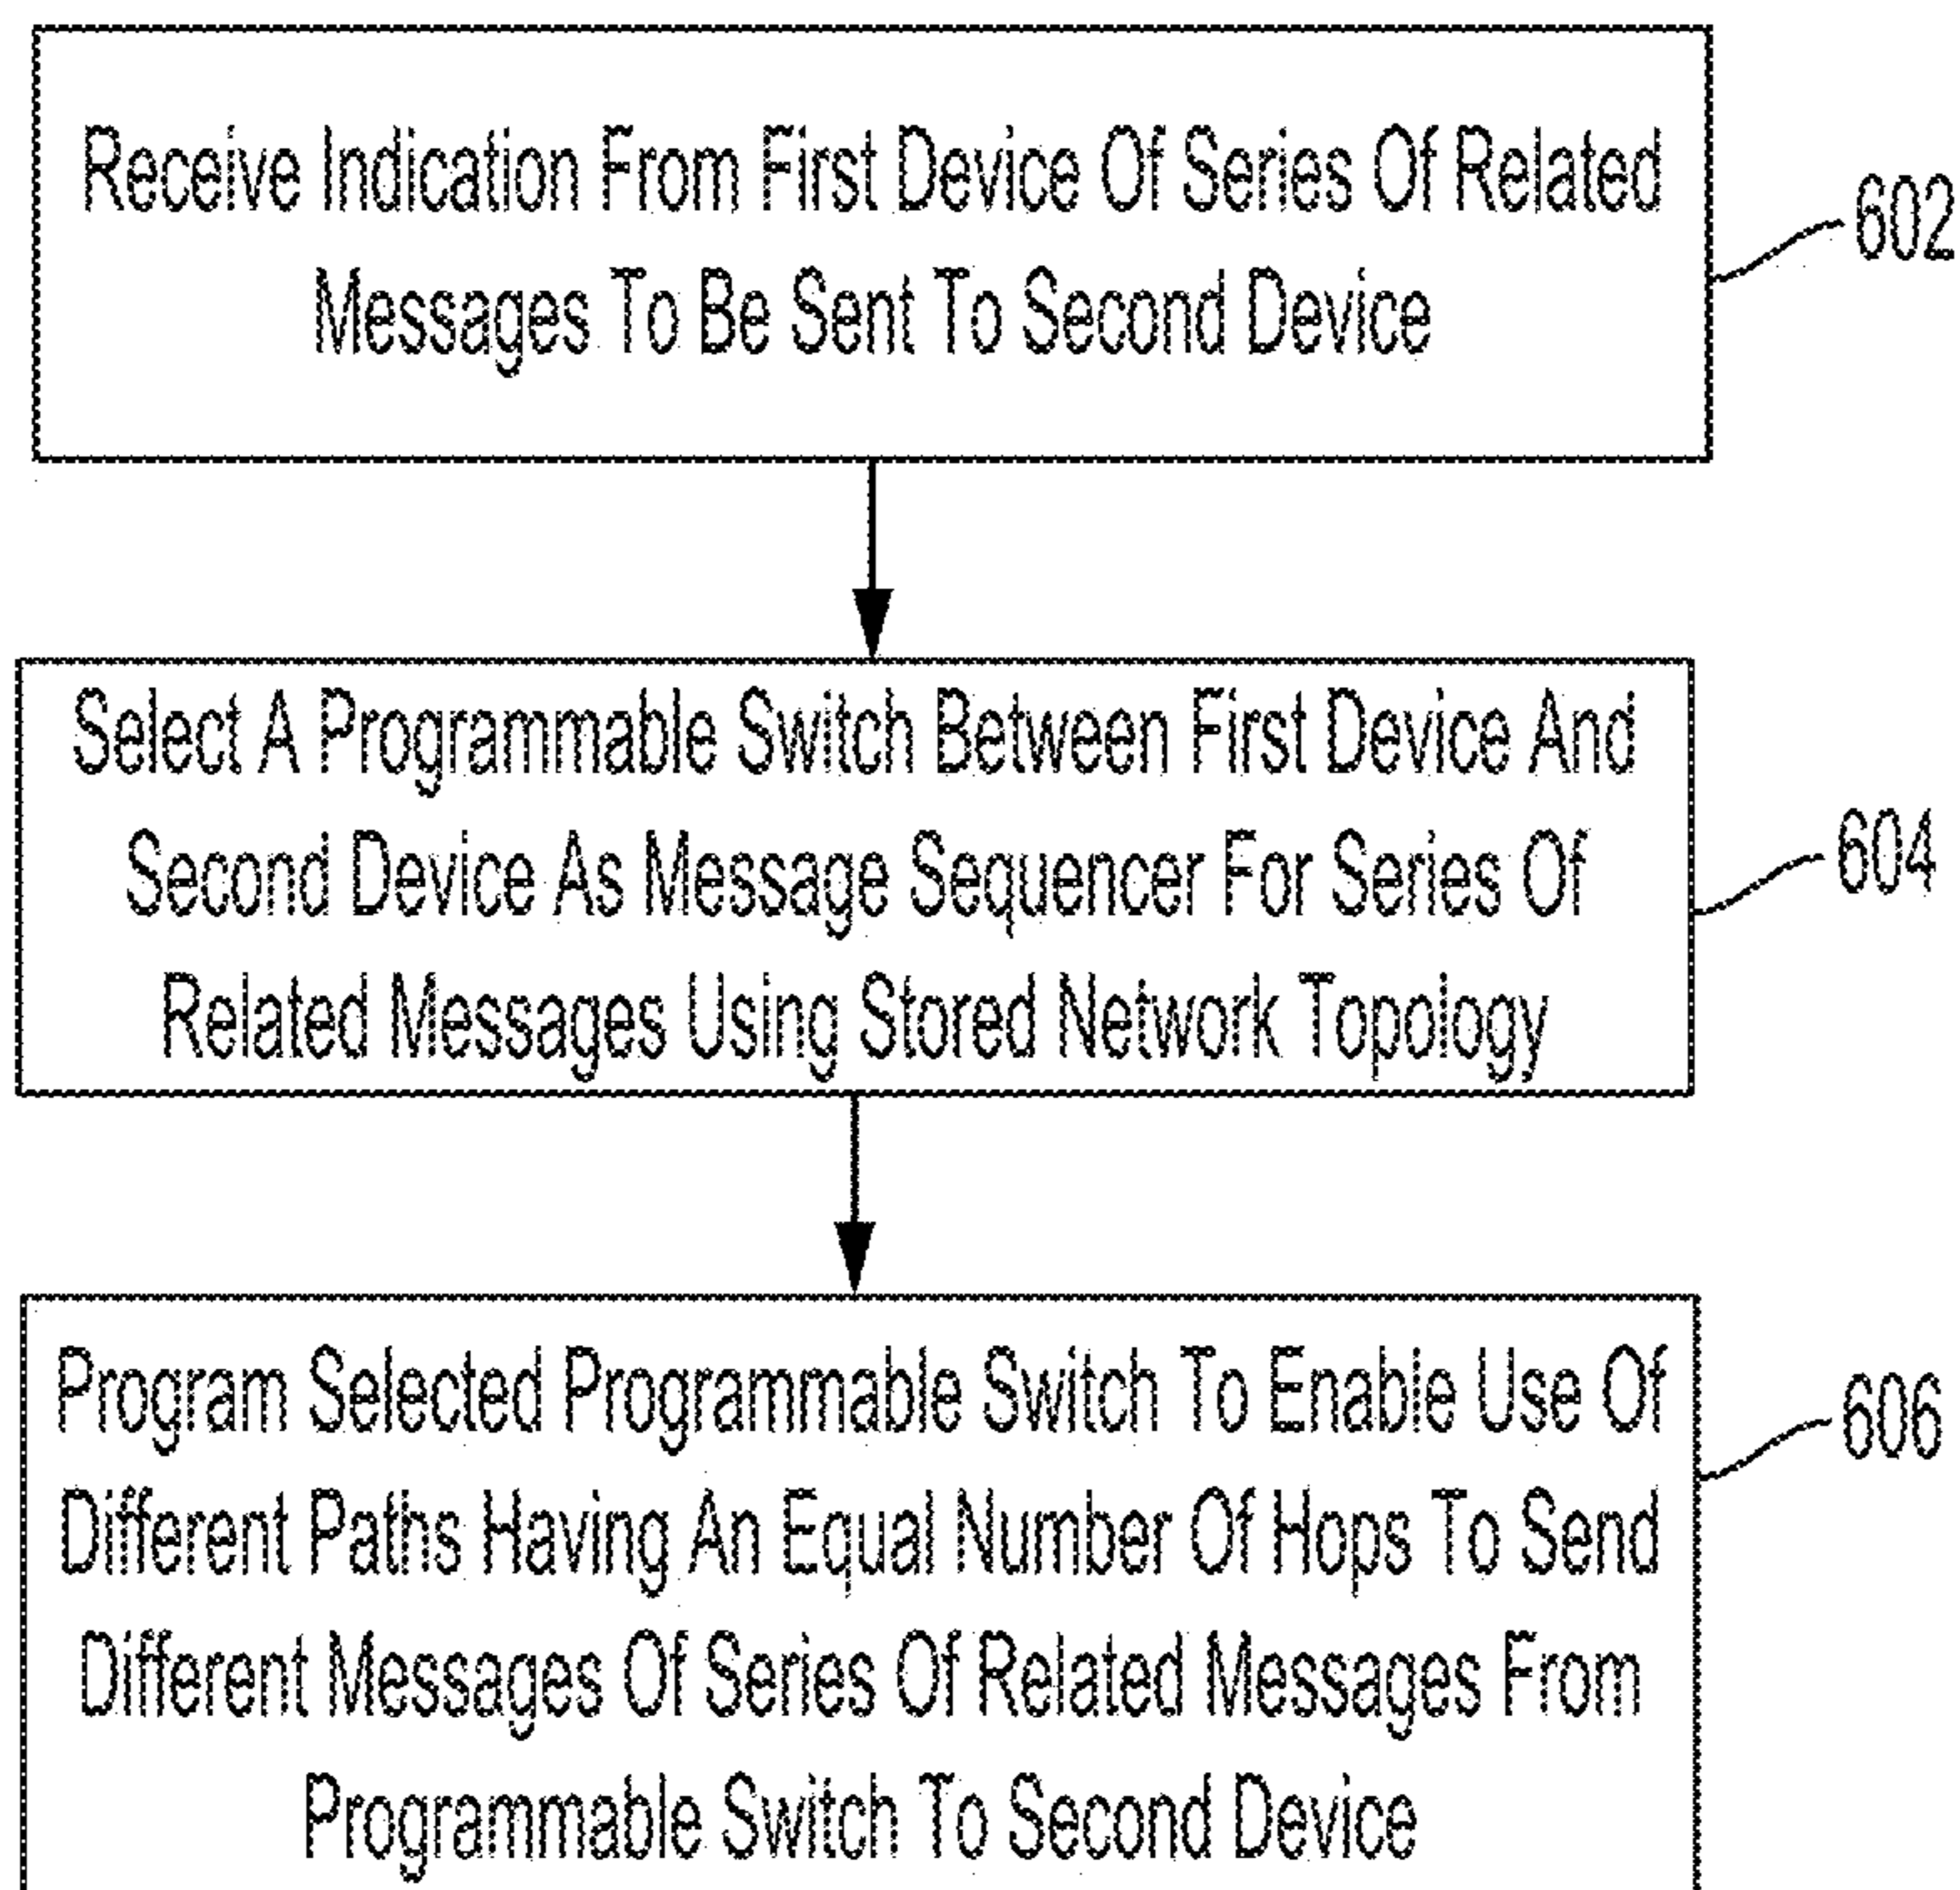 Receive Indication From First Device Of Series Of Related
Messages To Be Sent To Second Device
602
Select A Programmable Switch Between First Device And
Second Device As Message Sequencer For Series Of
Related Messages Using Stored Network Topology
604
Program Selected Programmable Switch To Enable Use Of
Different Paths Having An Equal Number Of Hops To Send
Different Messages Of Series Of Related Messages From
Programmable Switch To Second Device
606